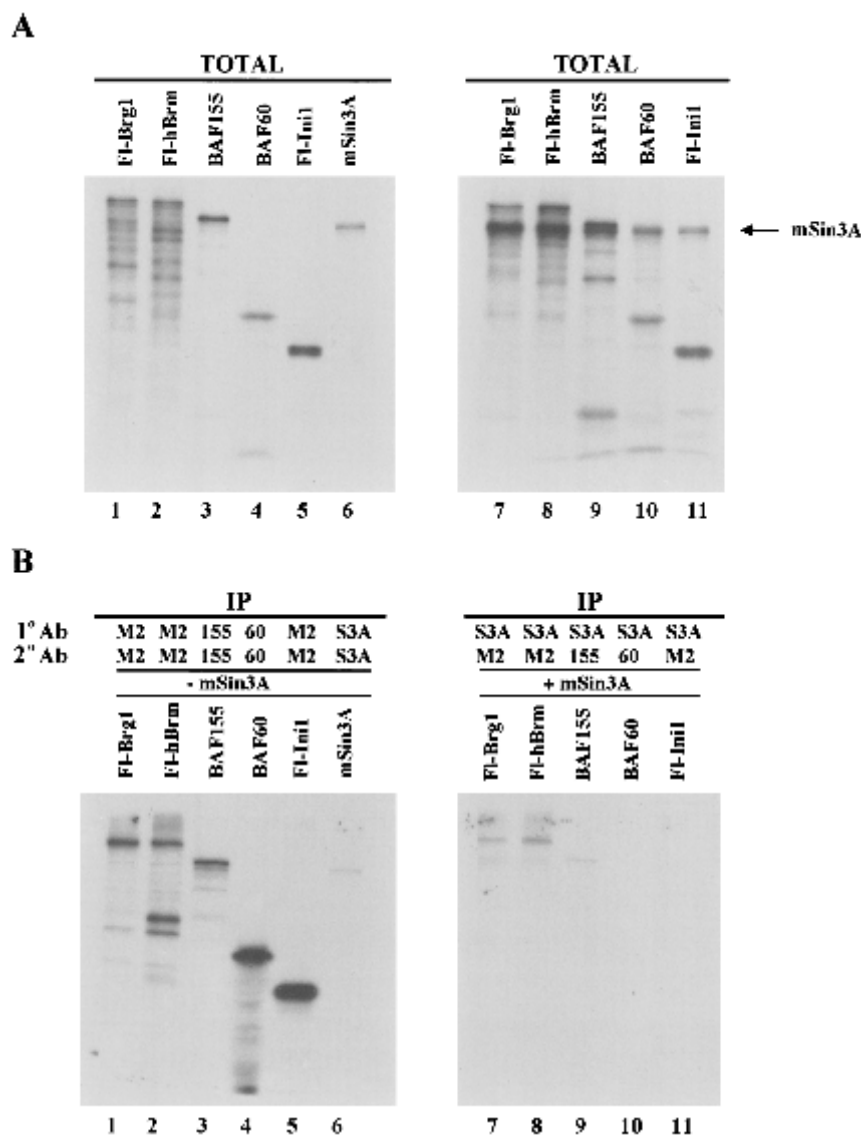 A
TOTAL
Fl-Brg1 Fl-hBrm BAF155 BAF60 Fl-Ini1 mSin3A
1 2 3 4 5 6
TOTAL
Fl-Brg1 Fl-hBrm BAF155 BAF60 Fl-Ini1
mSin3A
7 8 9 10 11
B
IP
1° Ab M2 M2 155 60 M2 S3A
2° Ab M2 M2 155 60 M2 S3A
- mSin3A
Fl-Brg1 Fl-hBrm BAF155 BAF60 Fl-Ini1 mSin3A
1 2 3 4 5 6
IP
S3A S3A S3A S3A S3A
M2 M2 155 60 M2
+ mSin3A
Fl-Brg1 Fl-hBrm BAF155 BAF60 Fl-Ini1
7 8 9 10 11